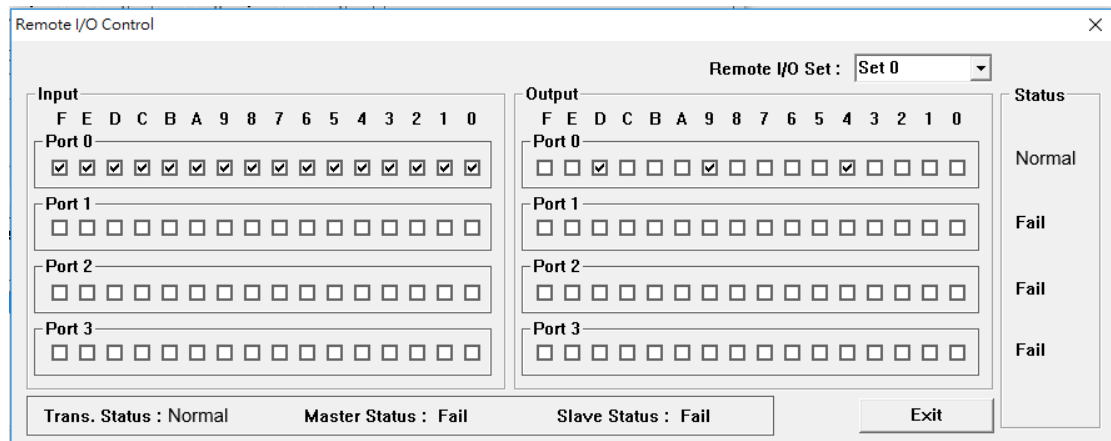 Remote I/O Control
Remote I/O Set : Set 0
Input
F E D C B A 9 8 7 6 5 4 3 2 1 0
Port 0
Port 1
Port 2
Port 3
Output
F E D C B A 9 8 7 6 5 4 3 2 1 0
Port 0
Port 1
Port 2
Port 3
Status
Normal
Fail
Fail
Fail
Trans. Status : Normal Master Status : Fail Slave Status : Fail
Exit